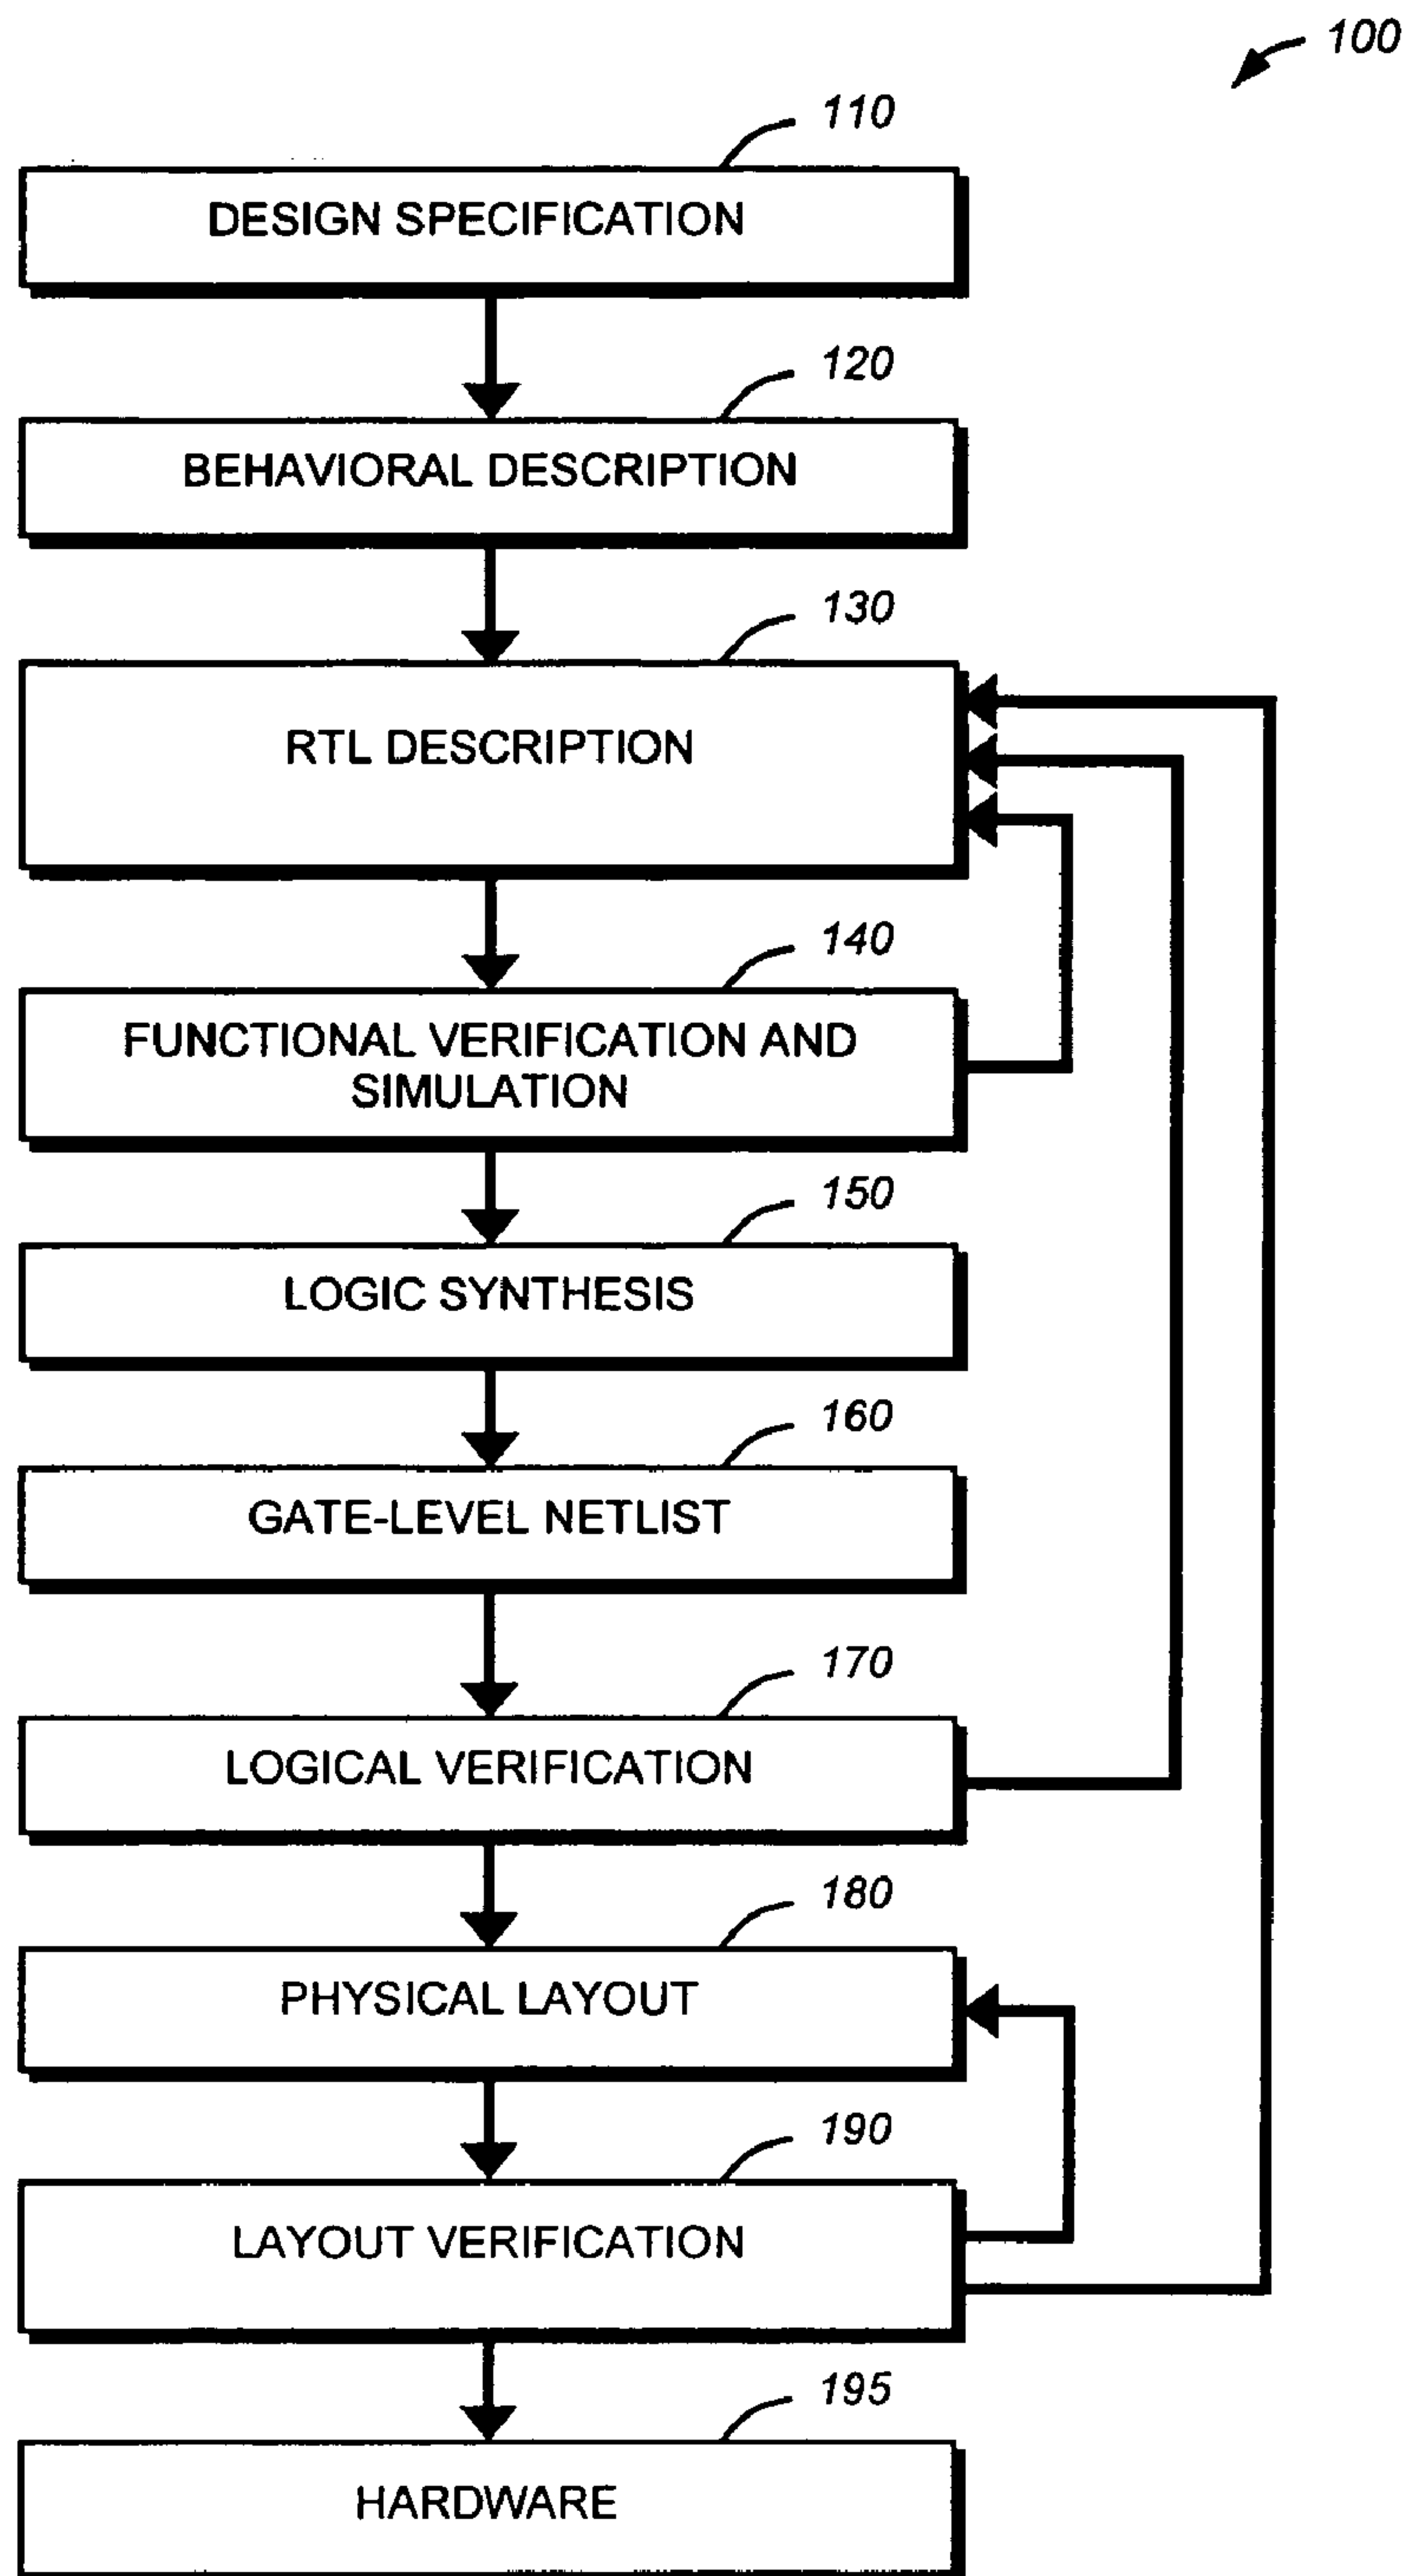 100
110
DESIGN SPECIFICATION
120
BEHAVIORAL DESCRIPTION
130
RTL DESCRIPTION
140
FUNCTIONAL VERIFICATION AND
SIMULATION
150
LOGIC SYNTHESIS
160
GATE-LEVEL NETLIST
170
LOGICAL VERIFICATION
180
PHYSICAL LAYOUT
190
LAYOUT VERIFICATION
195
HARDWARE